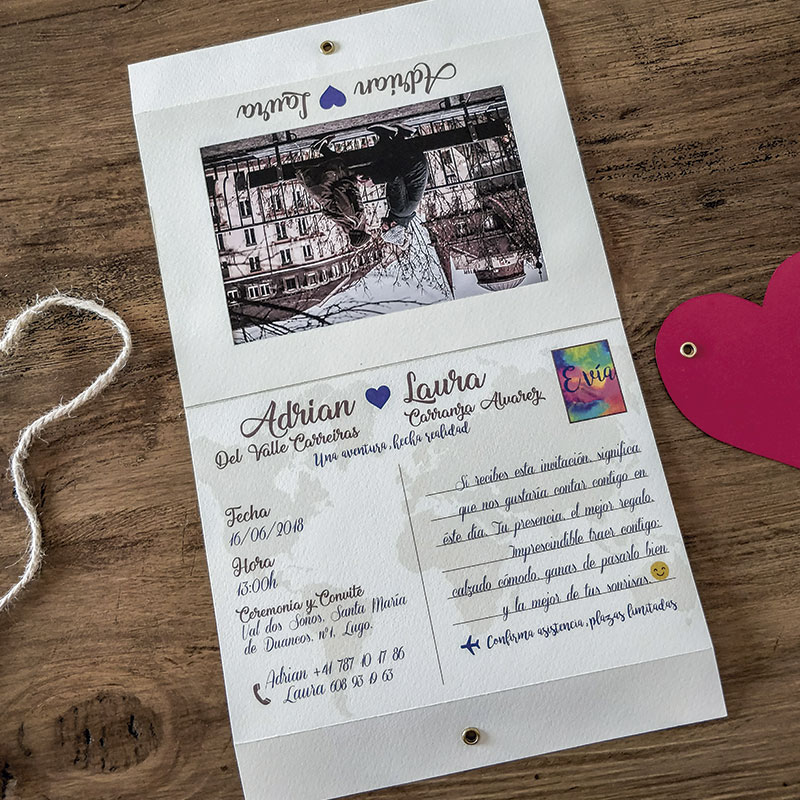 Adrian Laura
Adrian Laura
Del Valle Carreiras Carranza Alvarez
Una aventura, hecha realidad
Evía
Fecha
16/06/2018
Hora
13:00h
Ceremonia y Convite
Val dos Soños, Santa María
de Duancos, nº1, Lugo.
Adrian +41 787 10 17 86
Laura 608 93 19 63
Si recibes esta invitación, significa
que nos gustaría contar contigo en
éste día. Tu presencia, el mejor regalo.
Imprescindible traer contigo:
calzado cómodo, ganas de pasarlo bien
y la mejor de tus sonrisas.
Confirma asistencia, plazas limitadas